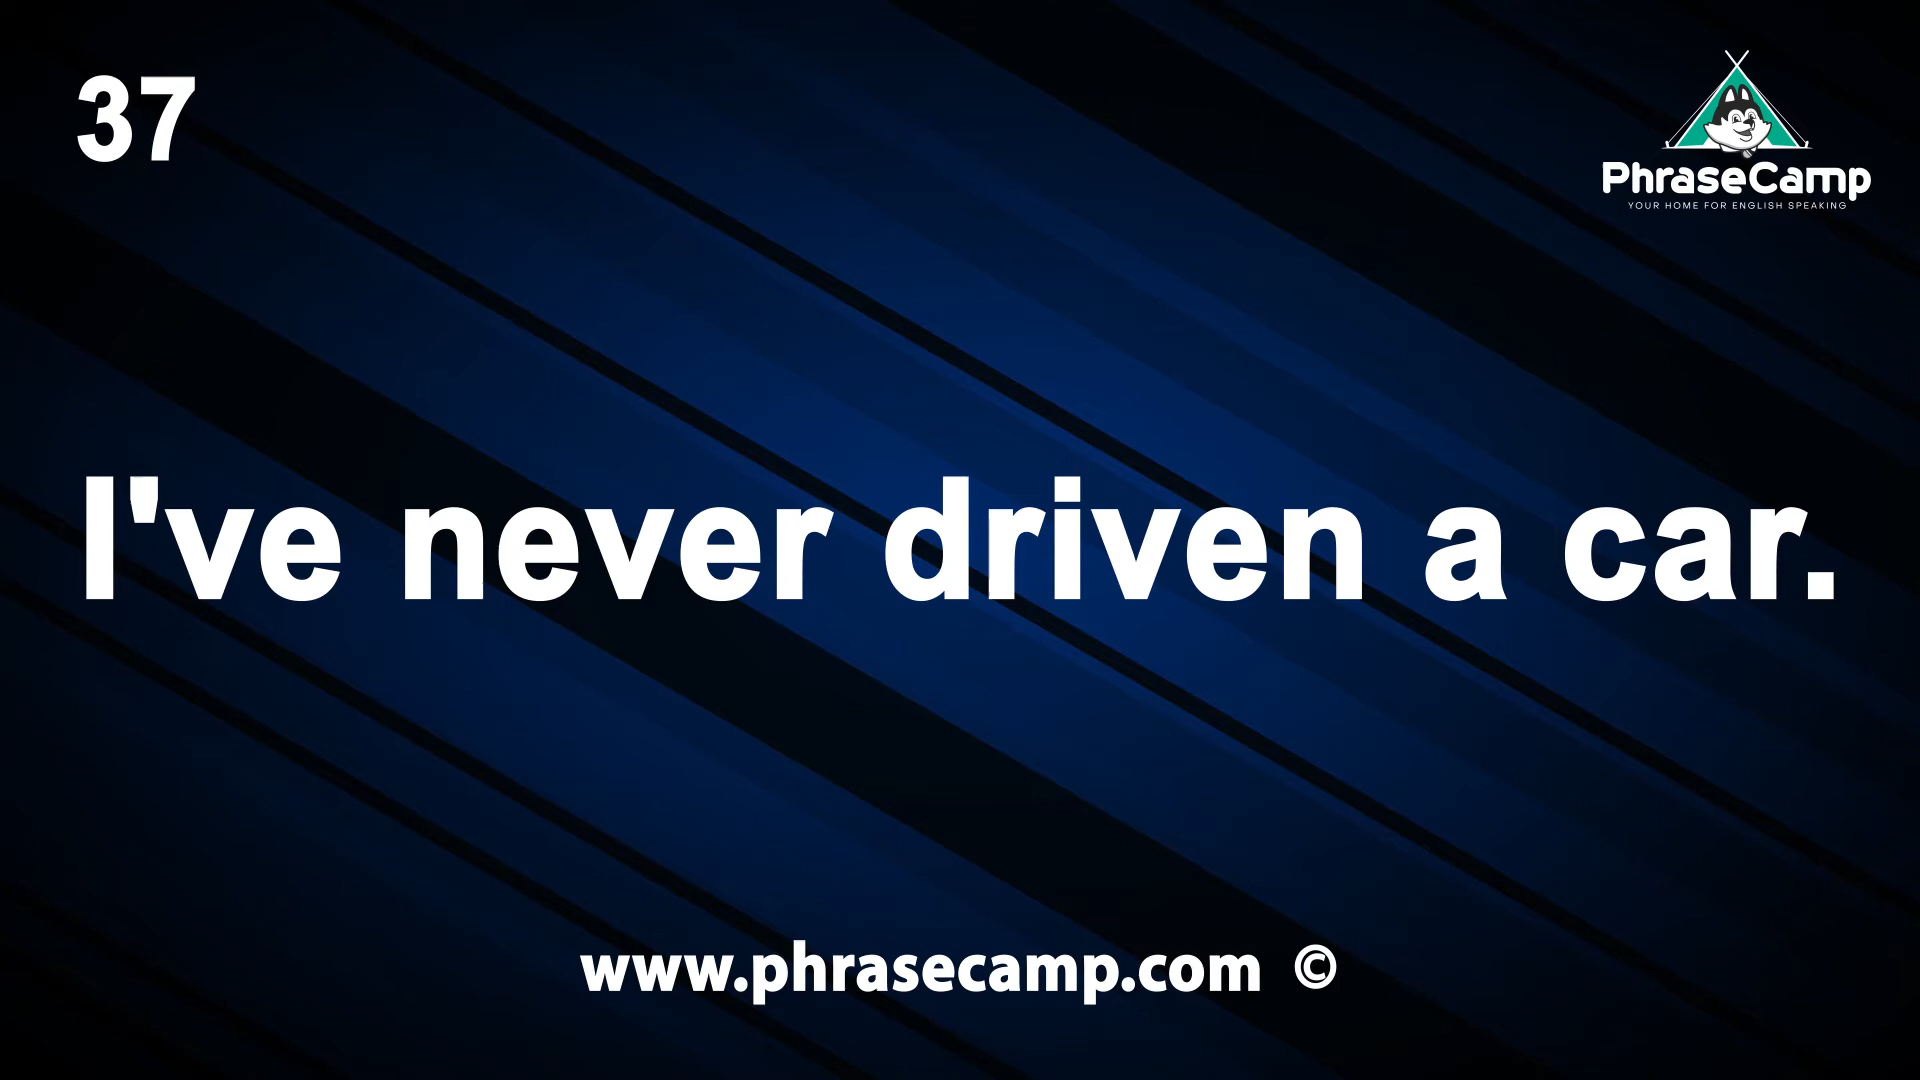 37
PhraseCamp
YOUR HOME FOR ENGLISH SPEAKING
I've never driven a car.
www.phrasecamp.com ©